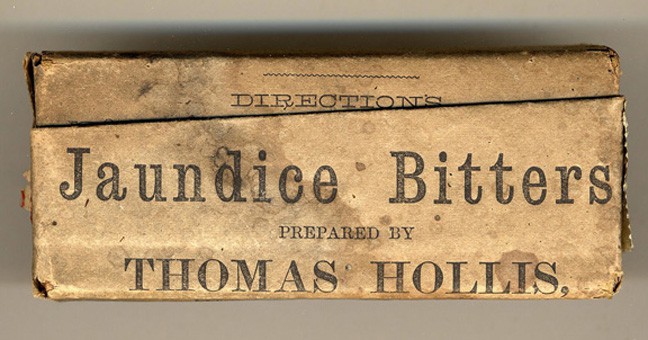 DIRECTIONS
Jaundice Bitters
PREPARED BY
THOMAS HOLLIS,